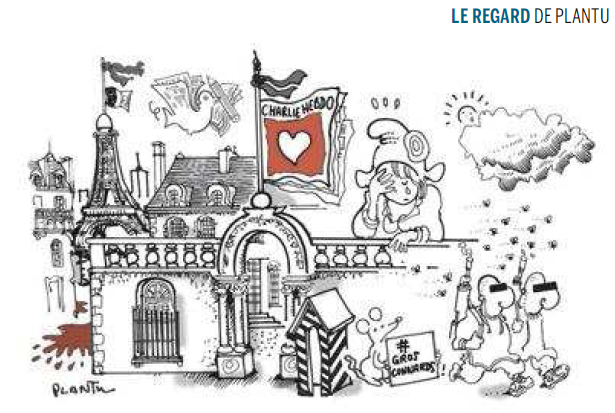 LE REGARD DE PLANTU
CHARLIE HEBDO
#
GROS
CONNARDS
PLANTU